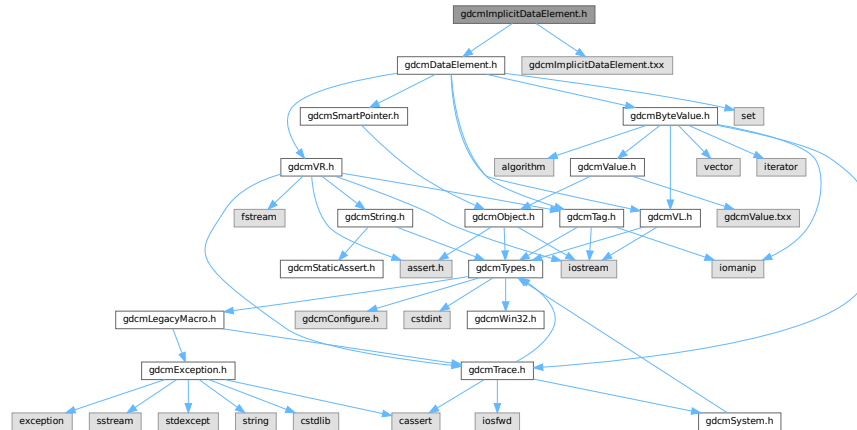 gdcmImplicitDataElement.h
gdcmDataElement.h
gdcmImplicitDataElement.txx
gdcmSmartPointer.h
gdcmByteValue.h
set
gdcmVR.h
algorithm
gdcmValue.h
vector
iterator
fstream
gdcmString.h
gdcmObject.h
gdcmTag.h
gdcmVL.h
gdcmValue.txx
gdcmStaticAssert.h
assert.h
gdcmTypes.h
iostream
iomanip
gdcmLegacyMacro.h
gdcmConfigure.h
cstdint
gdcmWin32.h
gdcmException.h
gdcmTrace.h
exception
sstream
stdexcept
string
cstdlib
cassert
iosfwd
gdcmSystem.h